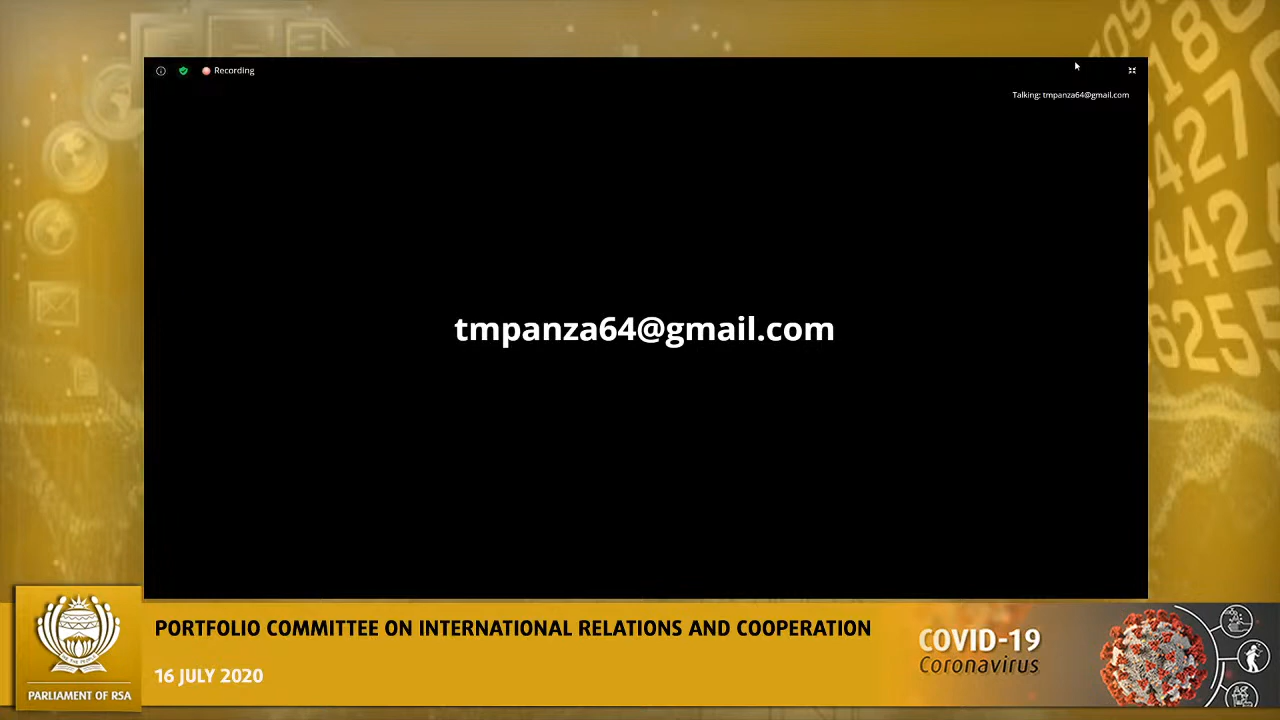 Recording
Talking: tmpanza64@gmail.com
tmpanza64@gmail.com
PORTFOLIO COMMITTEE ON INTERNATIONAL RELATIONS AND COOPERATION
16 JULY 2020
PARLIAMENT OF RSA
COVID-19
Coronavirus